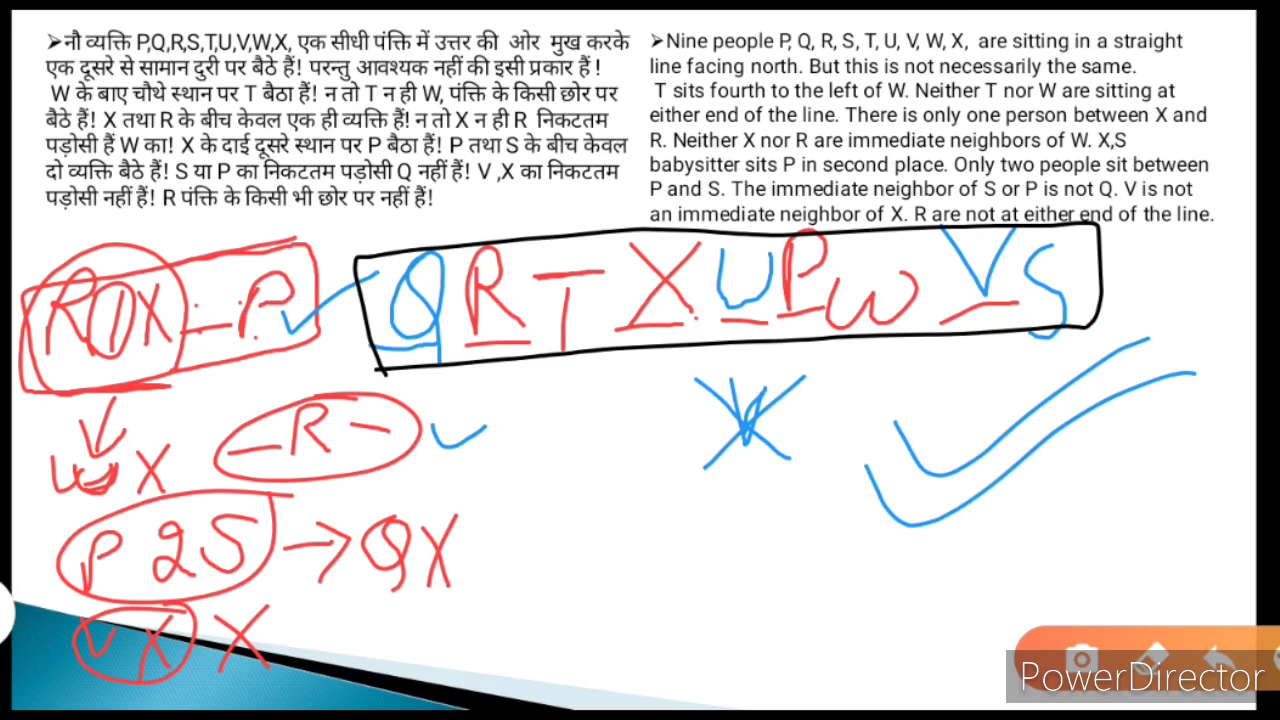 ➢नौ व्यक्ति P,Q,R,S,T,U,V,W,X, एक सीधी पंक्ति में उत्तर की ओर मुख करके
एक दूसरे से सामान दुरी पर बैठे हैं! परन्तु आवश्यक नहीं की इसी प्रकार हैं !
W के बाए चौथे स्थान पर T बैठा हैं! न तो T न ही W, पंक्ति के किसी छोर पर
बैठे हैं! X तथा R के बीच केवल एक ही व्यक्ति हैं! न तो X न ही R निकटतम
पड़ोसी हैं W का! X के दाई दूसरे स्थान पर P बैठा हैं! P तथा S के बीच केवल
दो व्यक्ति बैठे हैं! S या P का निकटतम पड़ोसी Q नहीं हैं! V ,X का निकटतम
पड़ोसी नहीं हैं! R पंक्ति के किसी भी छोर पर नहीं हैं!
➢Nine people P, Q, R, S, T, U, V, W, X, are sitting in a straight
line facing north. But this is not necessarily the same.
T sits fourth to the left of W. Neither T nor W are sitting at
either end of the line. There is only one person between X and
R. Neither X nor R are immediate neighbors of W. X,S
babysitter sits P in second place. Only two people sit between
P and S. The immediate neighbor of S or P is not Q. V is not
an immediate neighbor of X. R are not at either end of the line.
R 1 X _ P
Q R T X U P W V S
W X
_ R _
P 2 S → Q X
V X X
PowerDirector